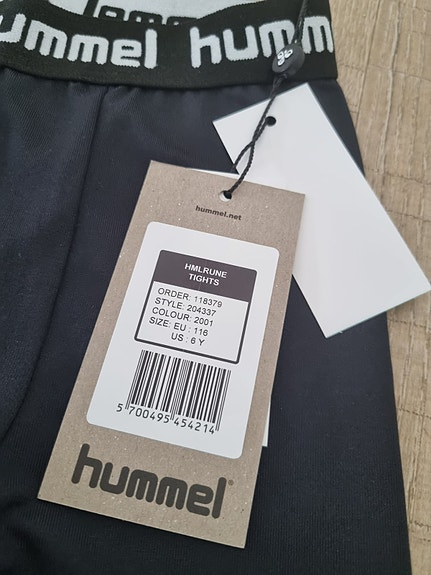 hummel
hummel
hummel.net
HMLRUNE
TIGHTS
ORDER: 118379
STYLE: 204337
COLOUR: 2001
SIZE: EU : 116
US : 6 Y
5 700495 454214
hummel®